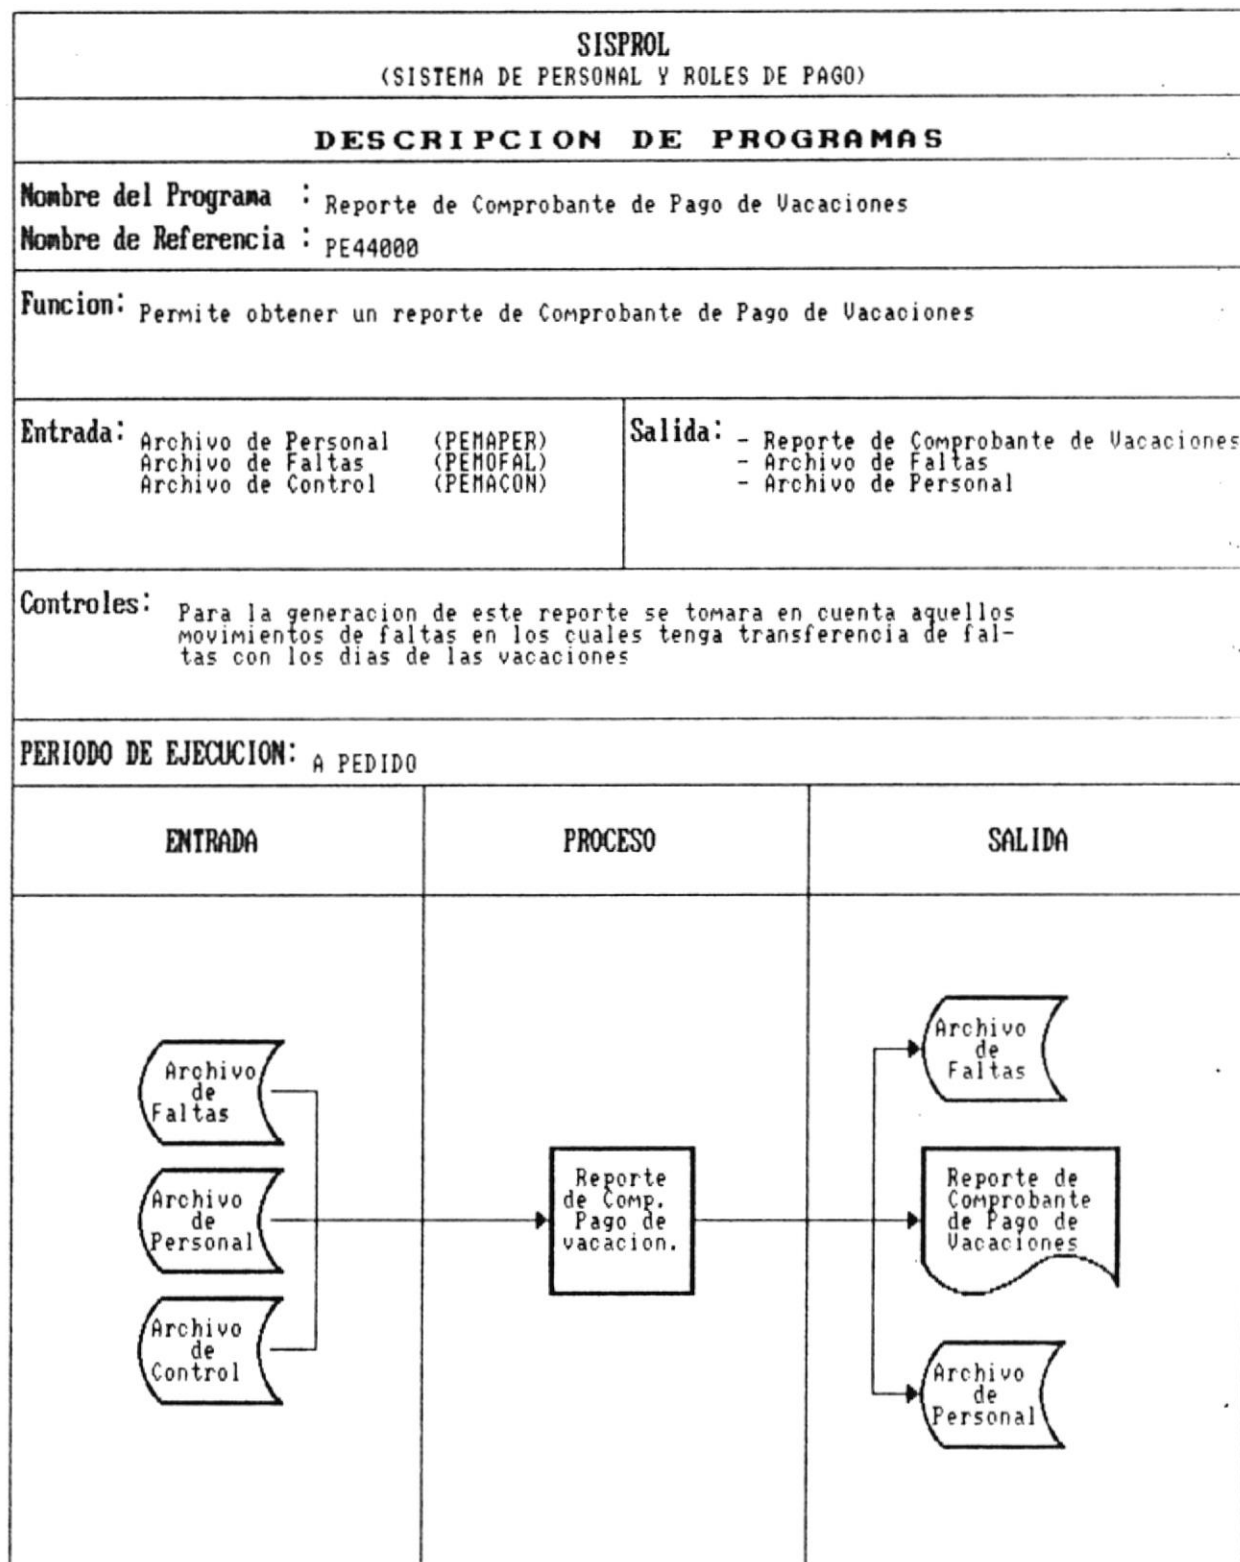 SISPROL
(SISTEMA DE PERSONAL Y ROLES DE PAGO)
DESCRIPCION DE PROGRAMAS
Nombre del Programa : Reporte de Comprobante de Pago de Vacaciones
Nombre de Referencia : PE44000
Funcion: Permite obtener un reporte de Comprobante de Pago de Vacaciones
Entrada: Archivo de Personal (PEMAPER)
Archivo de Faltas (PEMOFAL)
Archivo de Control (PEMACON)
Salida: - Reporte de Comprobante de Vacaciones
- Archivo de Faltas
- Archivo de Personal
Controles: Para la generacion de este reporte se tomara en cuenta aquellos
movimientos de faltas en los cuales tenga transferencia de fal-
tas con los dias de las vacaciones
PERIODO DE EJECUCION: A PEDIDO
ENTRADA
PROCESO
SALIDA
Archivo
de
Faltas
Archivo
de
Personal
Archivo
de
Control
Reporte
de Comp.
Pago de
vacacion.
Archivo
de
Faltas
Reporte de
Comprobante
de Pago de
Vacaciones
Archivo
de
Personal